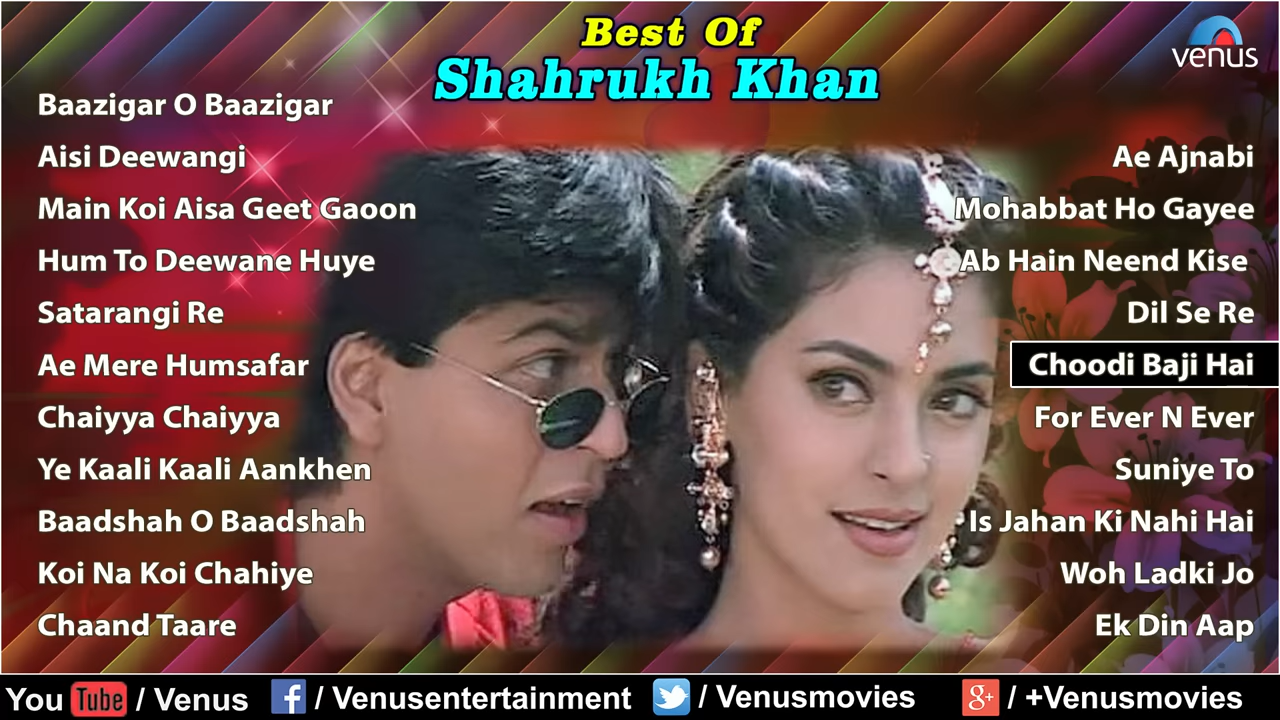 Best Of
Shahrukh Khan
venus
Baazigar O Baazigar
Aisi Deewangi
Main Koi Aisa Geet Gaoon
Hum To Deewane Huye
Satarangi Re
Ae Mere Humsafar
Chaiyya Chaiyya
Ye Kaali Kaali Aankhen
Baadshah O Baadshah
Koi Na Koi Chahiye
Chaand Taare
Ae Ajnabi
Mohabbat Ho Gayee
Ab Hain Neend Kise
Dil Se Re
Choodi Baji Hai
For Ever N Ever
Suniye To
Is Jahan Ki Nahi Hai
Woh Ladki Jo
Ek Din Aap
You Tube / Venus f / Venusentertainment / Venusmovies g+ / +Venusmovies